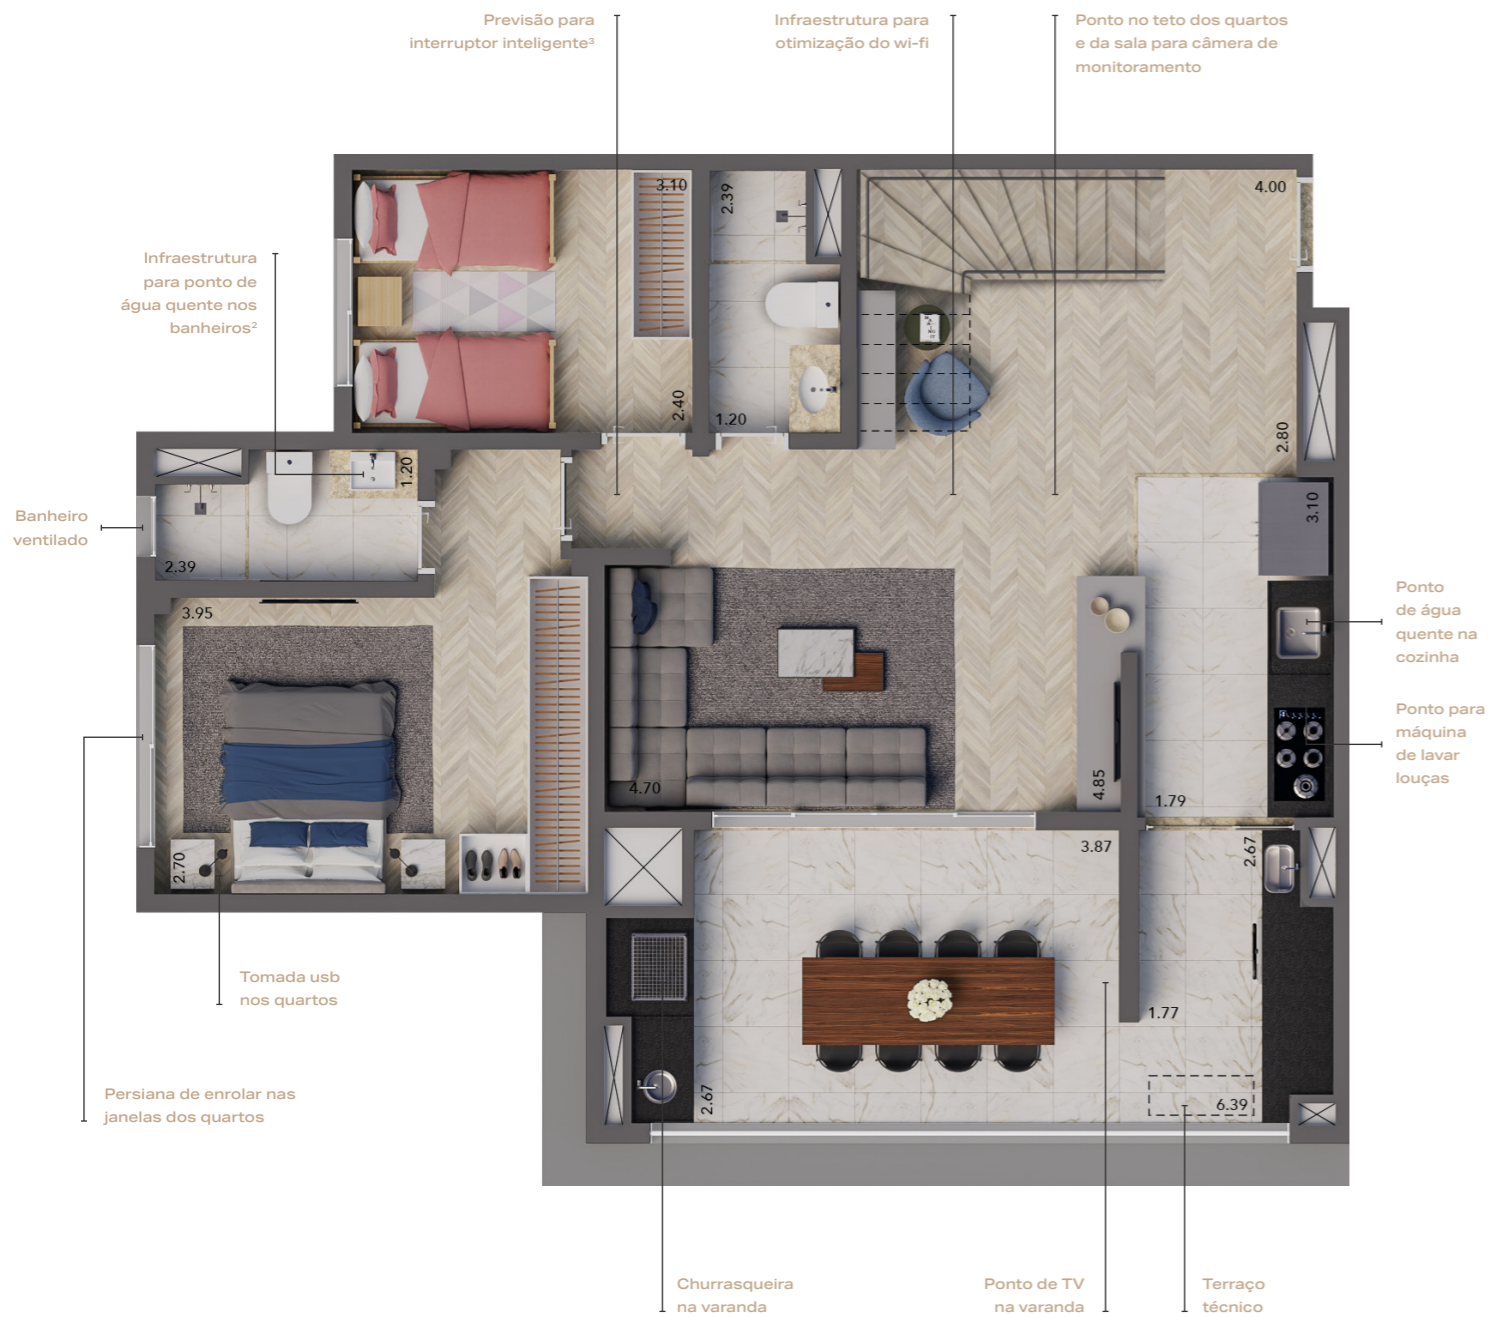 Previsão para
interruptor inteligente³
Infraestrutura para
otimização do wi-fi
Ponto no teto dos quartos
e da sala para câmera de
monitoramento
Infraestrutura
para ponto de
água quente nos
banheiros²
Banheiro
ventilado
Ponto
de água
quente na
cozinha
Ponto para
máquina
de lavar
louças
Tomada usb
nos quartos
Persiana de enrolar nas
janelas dos quartos
Churrasqueira
na varanda
Ponto de TV
na varanda
Terraço
técnico
3.10
2.39
4.00
2.40
1.20
2.80
1.20
2.39
3.10
3.95
4.70
4.85
1.79
2.70
3.87
2.67
1.77
2.67
6.39